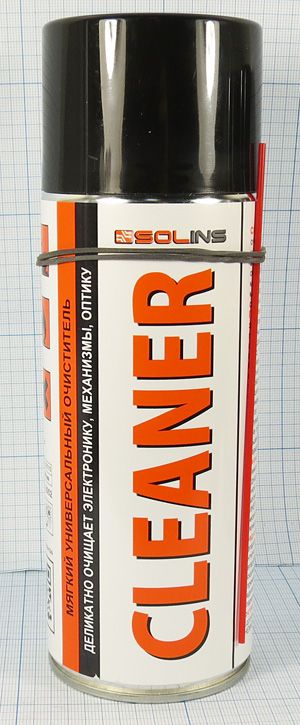 SOLINS
CLEANER
МЯГКИЙ УНИВЕРСАЛЬНЫЙ ОЧИСТИТЕЛЬ
ДЕЛИКАТНО ОЧИЩАЕТ ЭЛЕКТРОНИКУ, МЕХАНИЗМЫ, ОПТИКУ